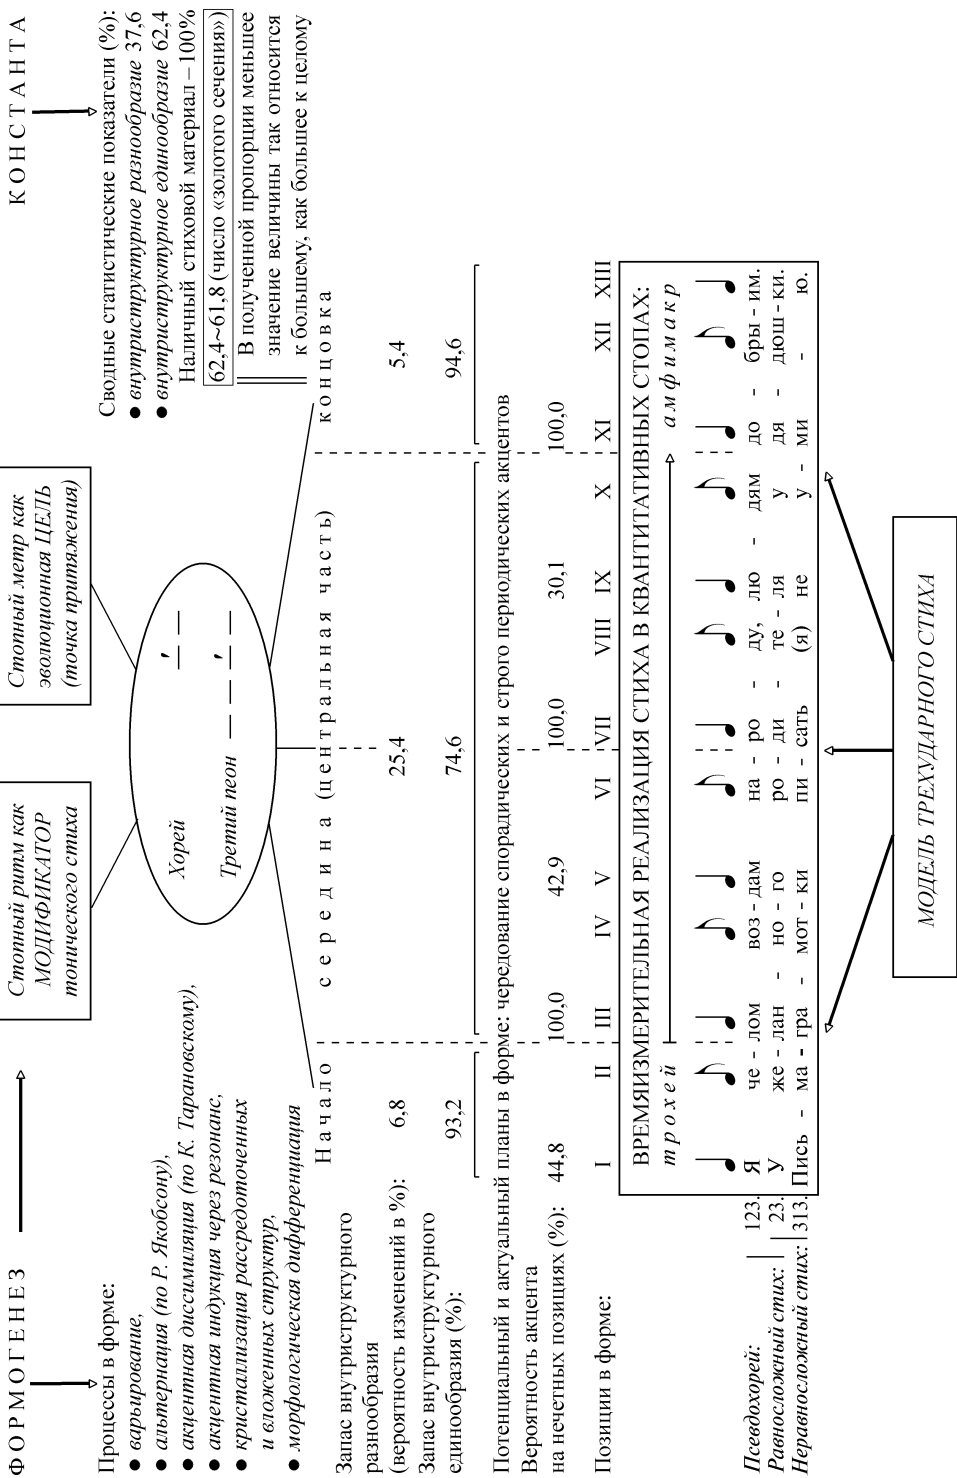 ФОРМОГЕНЕЗ
КОНСТАНТА
Стопный ритм как
МОДИФИКАТОР
тонического стиха
Стопный метр как
эволюционная ЦЕЛЬ
(точка притяжения)
Процессы в форме:
● варьирование,
● альтернация (по Р. Якобсону),
● акцентная диссимиляция (по К. Тарановскому),
● акцентная индукция через резонанс,
● кристаллизация рассредоточенных
и вложенных структур,
● морфологическая дифференциация
Хорей —́ —
Третий пеон — — —́ —
Сводные статистические показатели (%):
● внутриструктурное разнообразие 37,6
● внутриструктурное единообразие 62,4
Наличный стиховой материал – 100%
62,4~61,8 (число «золотого сечения»)
В полученной пропорции меньшее
значение величины так относится
к большему, как большее к целому
Начало середина (центральная часть) концовка
Запас внутриструктурного
разнообразия
(вероятность изменений в %): 6,8 25,4 5,4
Запас внутриструктурного
единообразия (%): 93,2 74,6 94,6
Потенциальный и актуальный планы в форме: чередование спорадических и строго периодических акцентов
Вероятность акцента
на нечетных позициях (%): 44,8 100,0 42,9 100,0 30,1 100,0
Позиции в форме: I II III IV V VI VII VIII IX X XI XII XIII
ВРЕМЯИЗМЕРИТЕЛЬНАЯ РЕАЛИЗАЦИЯ СТИХА В КВАНТИТАТИВНЫХ СТОПАХ:
трохей амфимакр
Псевдохорей: 123. Я че - лом воз - дам на - ро - ду, лю - дям до - бры - им.
Равносложный стих: 23. У же - лан - но - го ро - ди - те - ля у дя - дюш - ки.
Неравносложный стих: 313. Пись - ма - гра - мот - ки пи - сать (я) не у - ми - ю.
МОДЕЛЬ ТРЕХУДАРНОГО СТИХА